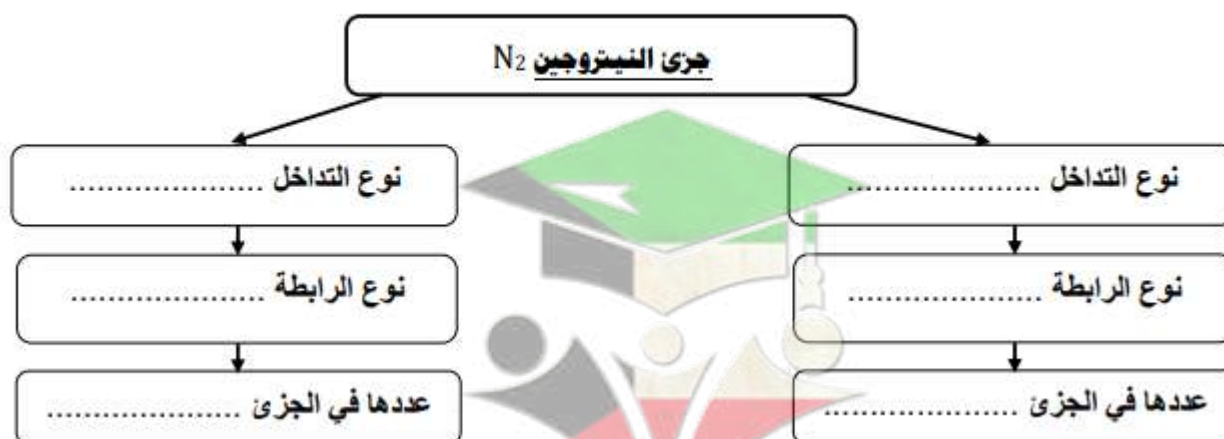 جزئ النيتروجين N₂
نوع التداخل .....................
نوع التداخل .....................
نوع الرابطة .....................
نوع الرابطة .....................
عددها في الجزئ .....................
عددها في الجزئ .....................